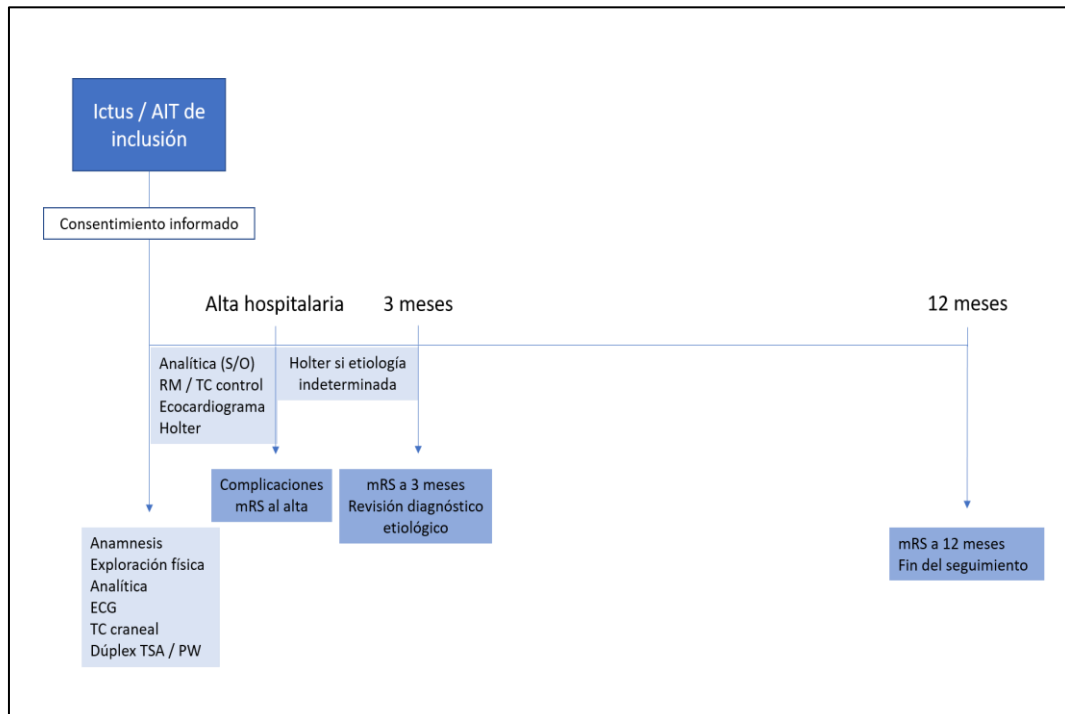 Ictus / AIT de
inclusión
Consentimiento informado
Alta hospitalaria
3 meses
12 meses
Analítica (S/O)
RM / TC control
Ecocardiograma
Holter
Holter si etiología
indeterminada
Complicaciones
mRS al alta
mRS a 3 meses
Revisión diagnóstico
etiológico
mRS a 12 meses
Fin del seguimiento
Anamnesis
Exploración física
Analítica
ECG
TC craneal
Dúplex TSA / PW